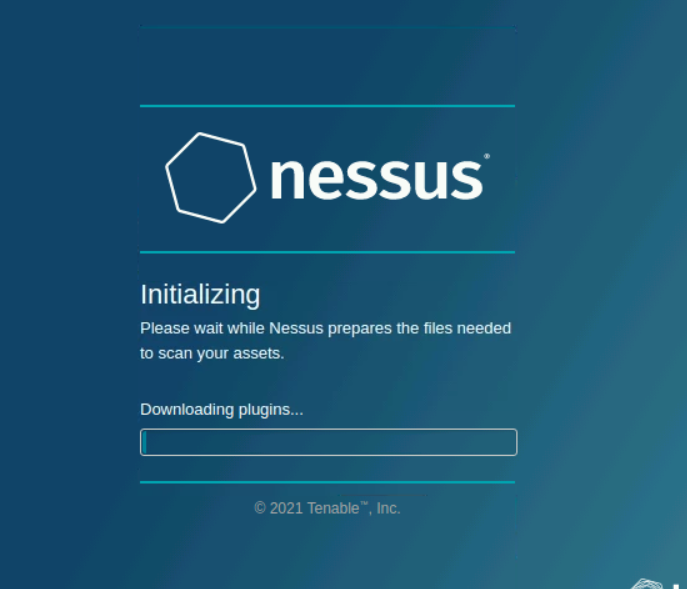 nessus®
Initializing
Please wait while Nessus prepares the files needed
to scan your assets.
Downloading plugins...
© 2021 Tenable™, Inc.